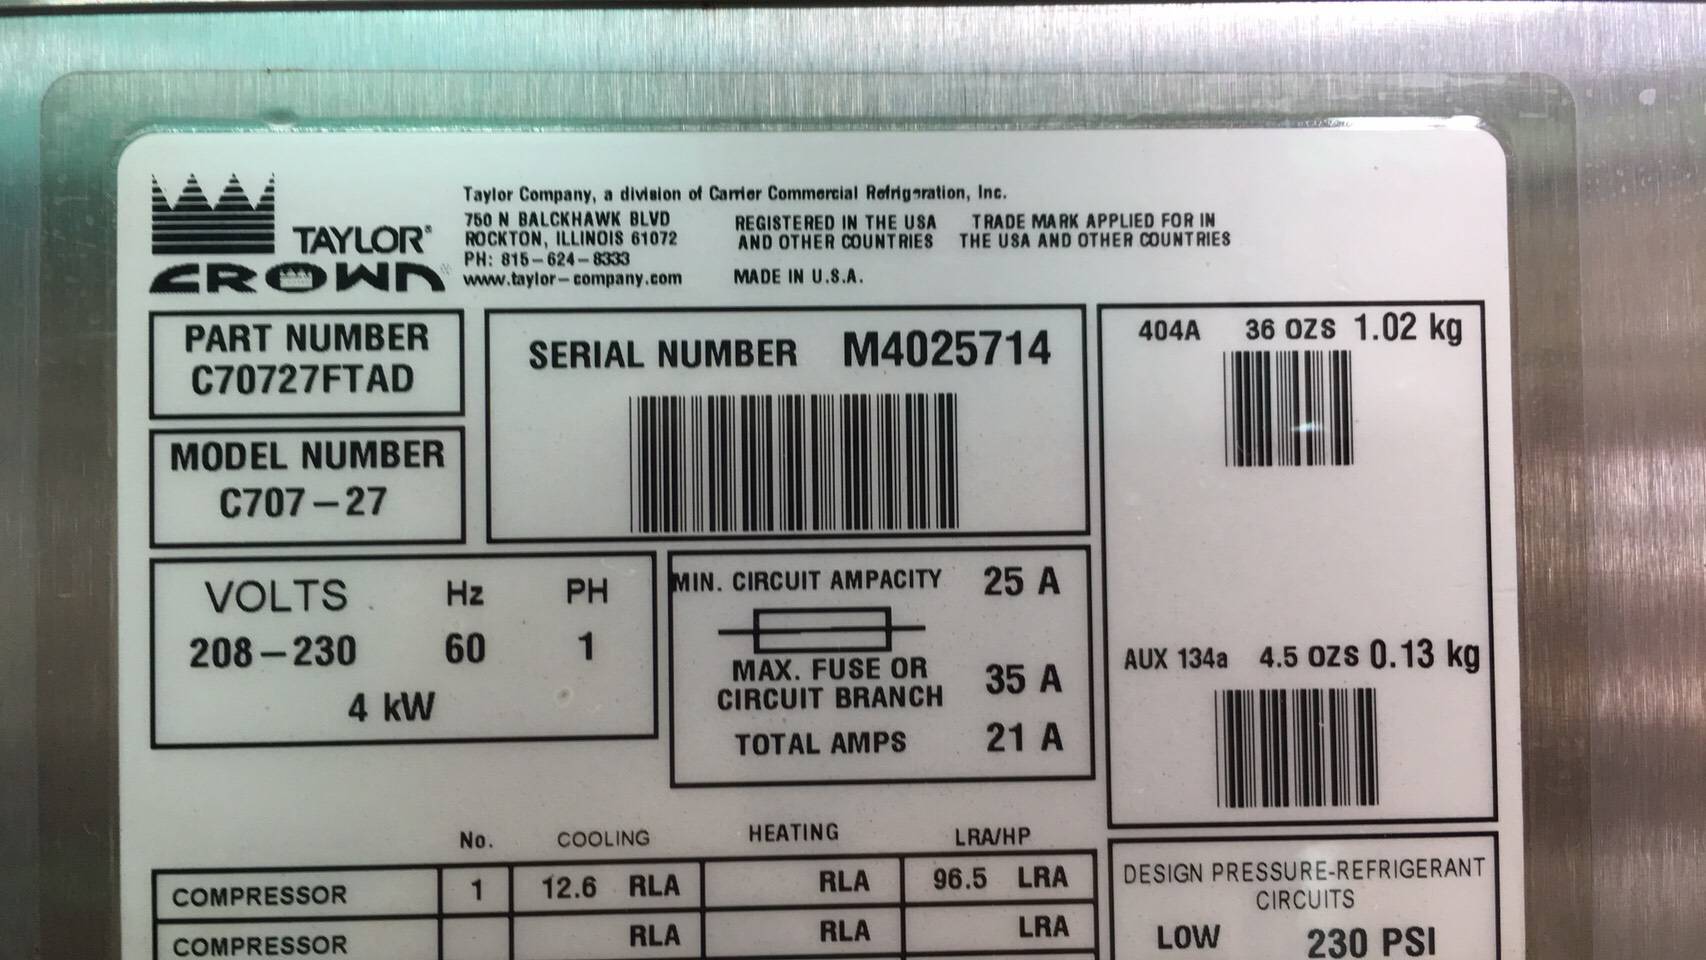 TAYLOR®
CROWN®
Taylor Company, a division of Carrier Commercial Refrigeration, Inc.
750 N BALCKHAWK BLVD
ROCKTON, ILLINOIS 61072
PH: 815-624-8333
www.taylor-company.com
REGISTERED IN THE USA
AND OTHER COUNTRIES
MADE IN U.S.A.
TRADE MARK APPLIED FOR IN
THE USA AND OTHER COUNTRIES
PART NUMBER
C70727FTAD
MODEL NUMBER
C707-27
SERIAL NUMBER M4025714
404A 36 OZS 1.02 kg
AUX 134a 4.5 OZS 0.13 kg
VOLTS Hz PH
208-230 60 1
4 kW
MIN. CIRCUIT AMPACITY 25 A
MAX. FUSE OR
CIRCUIT BRANCH 35 A
TOTAL AMPS 21 A
No. COOLING HEATING LRA/HP
COMPRESSOR 1 12.6 RLA RLA 96.5 LRA
COMPRESSOR RLA RLA LRA
DESIGN PRESSURE-REFRIGERANT
CIRCUITS
LOW 230 PSI